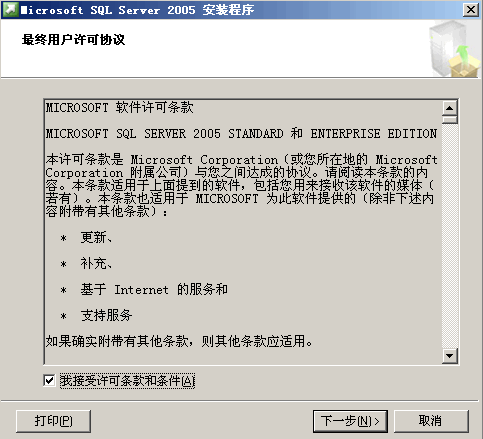 Microsoft SQL Server 2005 安装程序
最终用户许可协议
MICROSOFT 软件许可条款
MICROSOFT SQL SERVER 2005 STANDARD 和 ENTERPRISE EDITION
本许可条款是 Microsoft Corporation（或您所在地的 Microsoft
Corporation 附属公司）与您之间达成的协议。请阅读本条款的内
容。本条款适用于上面提到的软件，包括您用来接收该软件的媒体（
若有）。本条款也适用于 MICROSOFT 为此软件提供的（除非下述内
容附带有其他条款）：
* 更新、
* 补充、
* 基于 Internet 的服务和
* 支持服务
如果确实附带有其他条款，则其他条款应适用。
我接受许可条款和条件(A)
打印(P)
下一步(N) >
取消